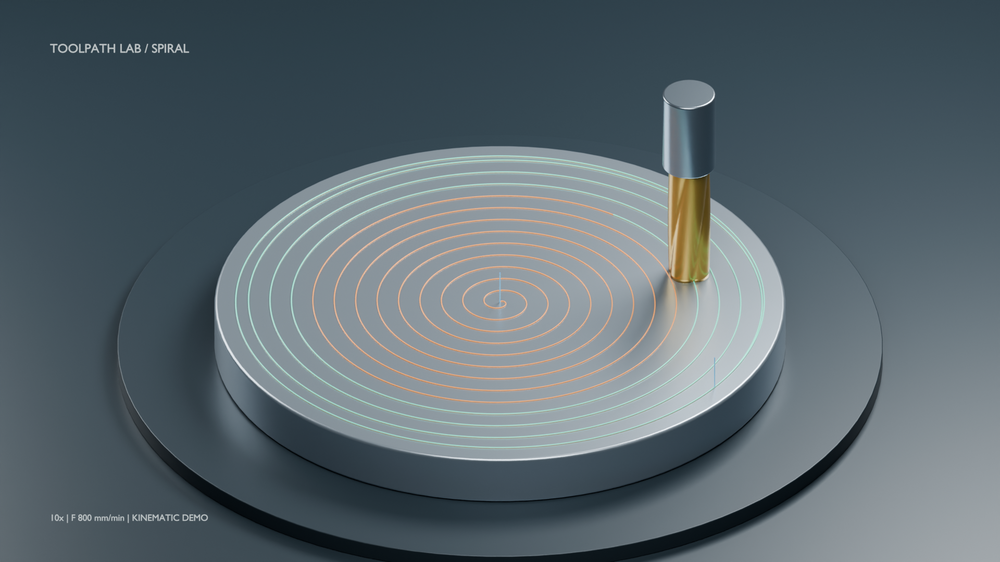 TOOLPATH LAB / SPIRAL
10x | F 800 mm/min | KINEMATIC DEMO